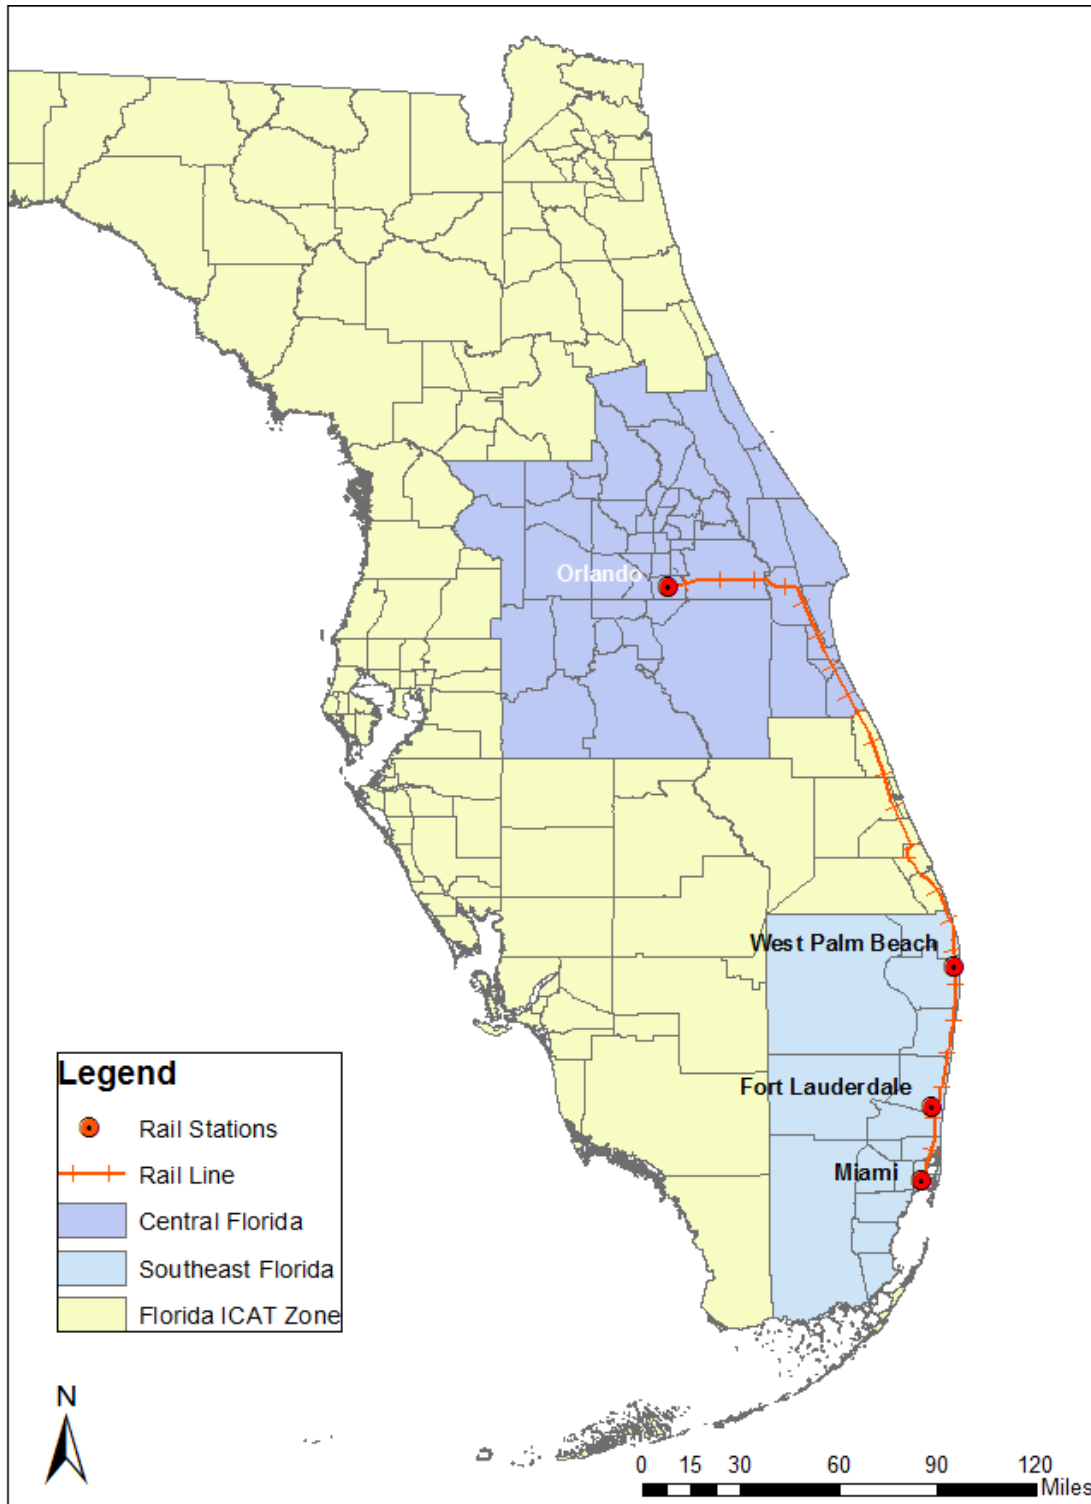 Orlando
West Palm Beach
Fort Lauderdale
Miami
Legend
Rail Stations
Rail Line
Central Florida
Southeast Florida
Florida ICAT Zone
N
0 15 30 60 90 120
Miles